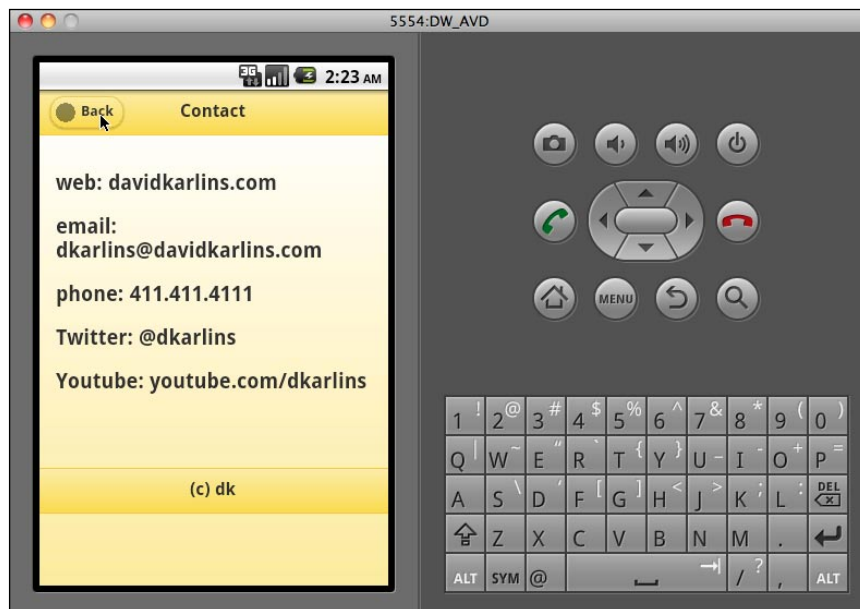 5554:DW_AVD
3G 2:23 AM
Back Contact
web: davidkarlins.com
email:
dkarlins@davidkarlins.com
phone: 411.411.4111
Twitter: @dkarlins
Youtube: youtube.com/dkarlins
(c) dk
MENU
1 ! 2 @ 3 # 4 $ 5 % 6 ^ 7 & 8 * 9 ( 0 )
Q | W ~ E " R ` T { Y } U _ I - O + P =
A S \ D ' F [ G ] H < J > K ; L : DEL
Z X C V B N M .
ALT SYM @ / ? , ALT